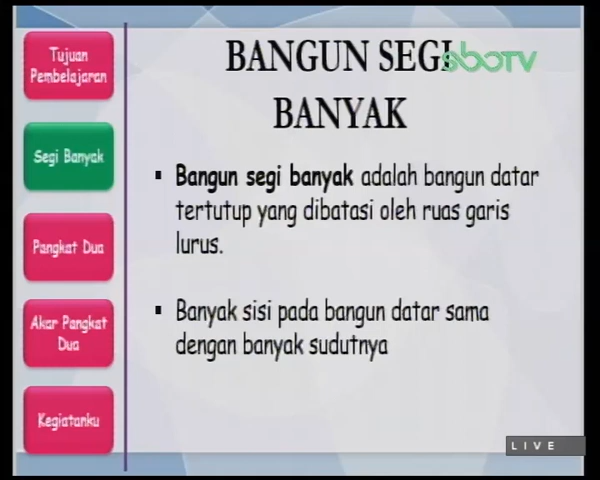 Tujuan
Pembelajaran
Segi Banyak
Pangkat Dua
Akar Pangkat
Dua
Kegiatanku
BANGUN SEGI
BANYAK
sboTV
▪ Bangun segi banyak adalah bangun datar
tertutup yang dibatasi oleh ruas garis
lurus.
▪ Banyak sisi pada bangun datar sama
dengan banyak sudutnya
LIVE